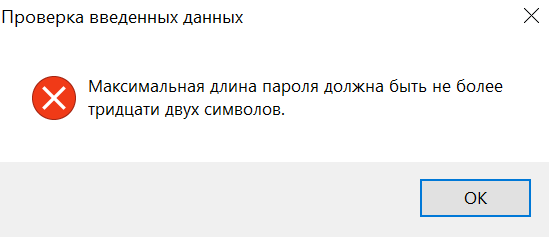 Проверка введенных данных
Максимальная длина пароля должна быть не более
тридцати двух символов.
OK